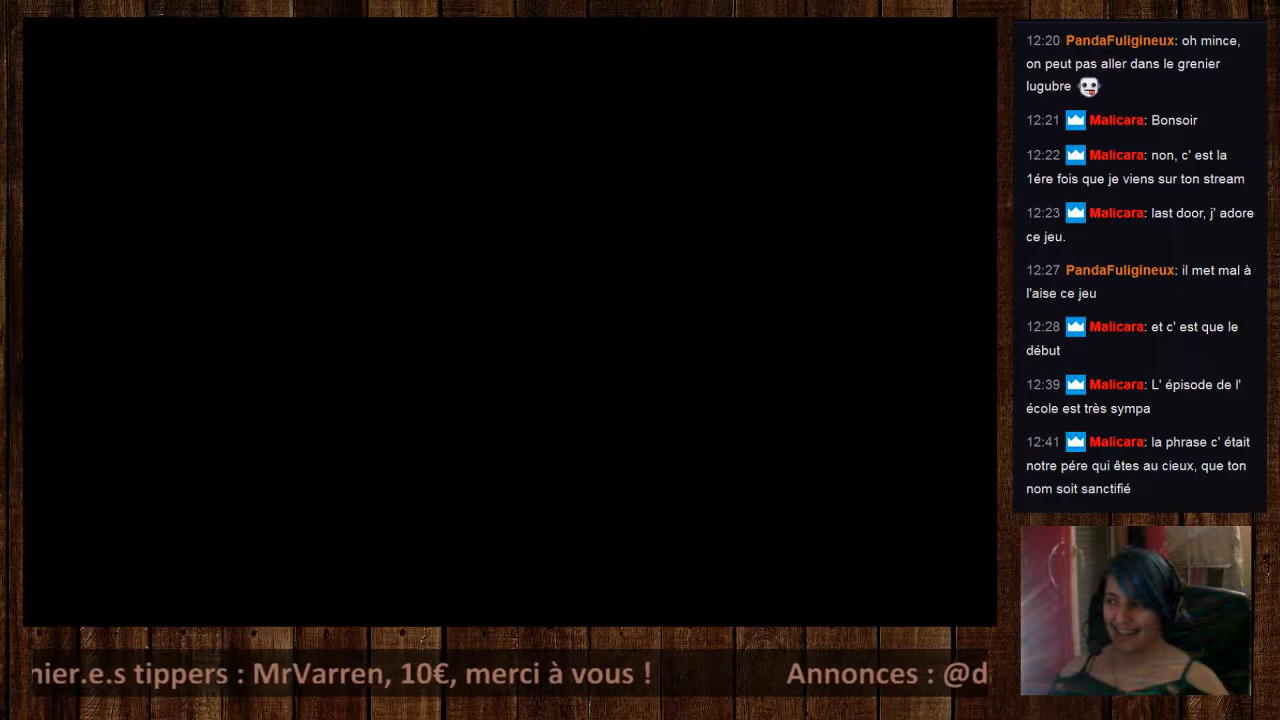 12:20 PandaFuligineux: oh mince,
on peut pas aller dans le grenier
lugubre
12:21 Malicara: Bonsoir
12:22 Malicara: non, c' est la
1ére fois que je viens sur ton stream
12:23 Malicara: last door, j' adore
ce jeu.
12:27 PandaFuligineux: il met mal à
l'aise ce jeu
12:28 Malicara: et c' est que le
début
12:39 Malicara: L' épisode de l'
école est très sympa
12:41 Malicara: la phrase c' était
notre pére qui êtes au cieux, que ton
nom soit sanctifié
nier.e.s tippers : MrVarren, 10€, merci à vous ! Annonces : @d